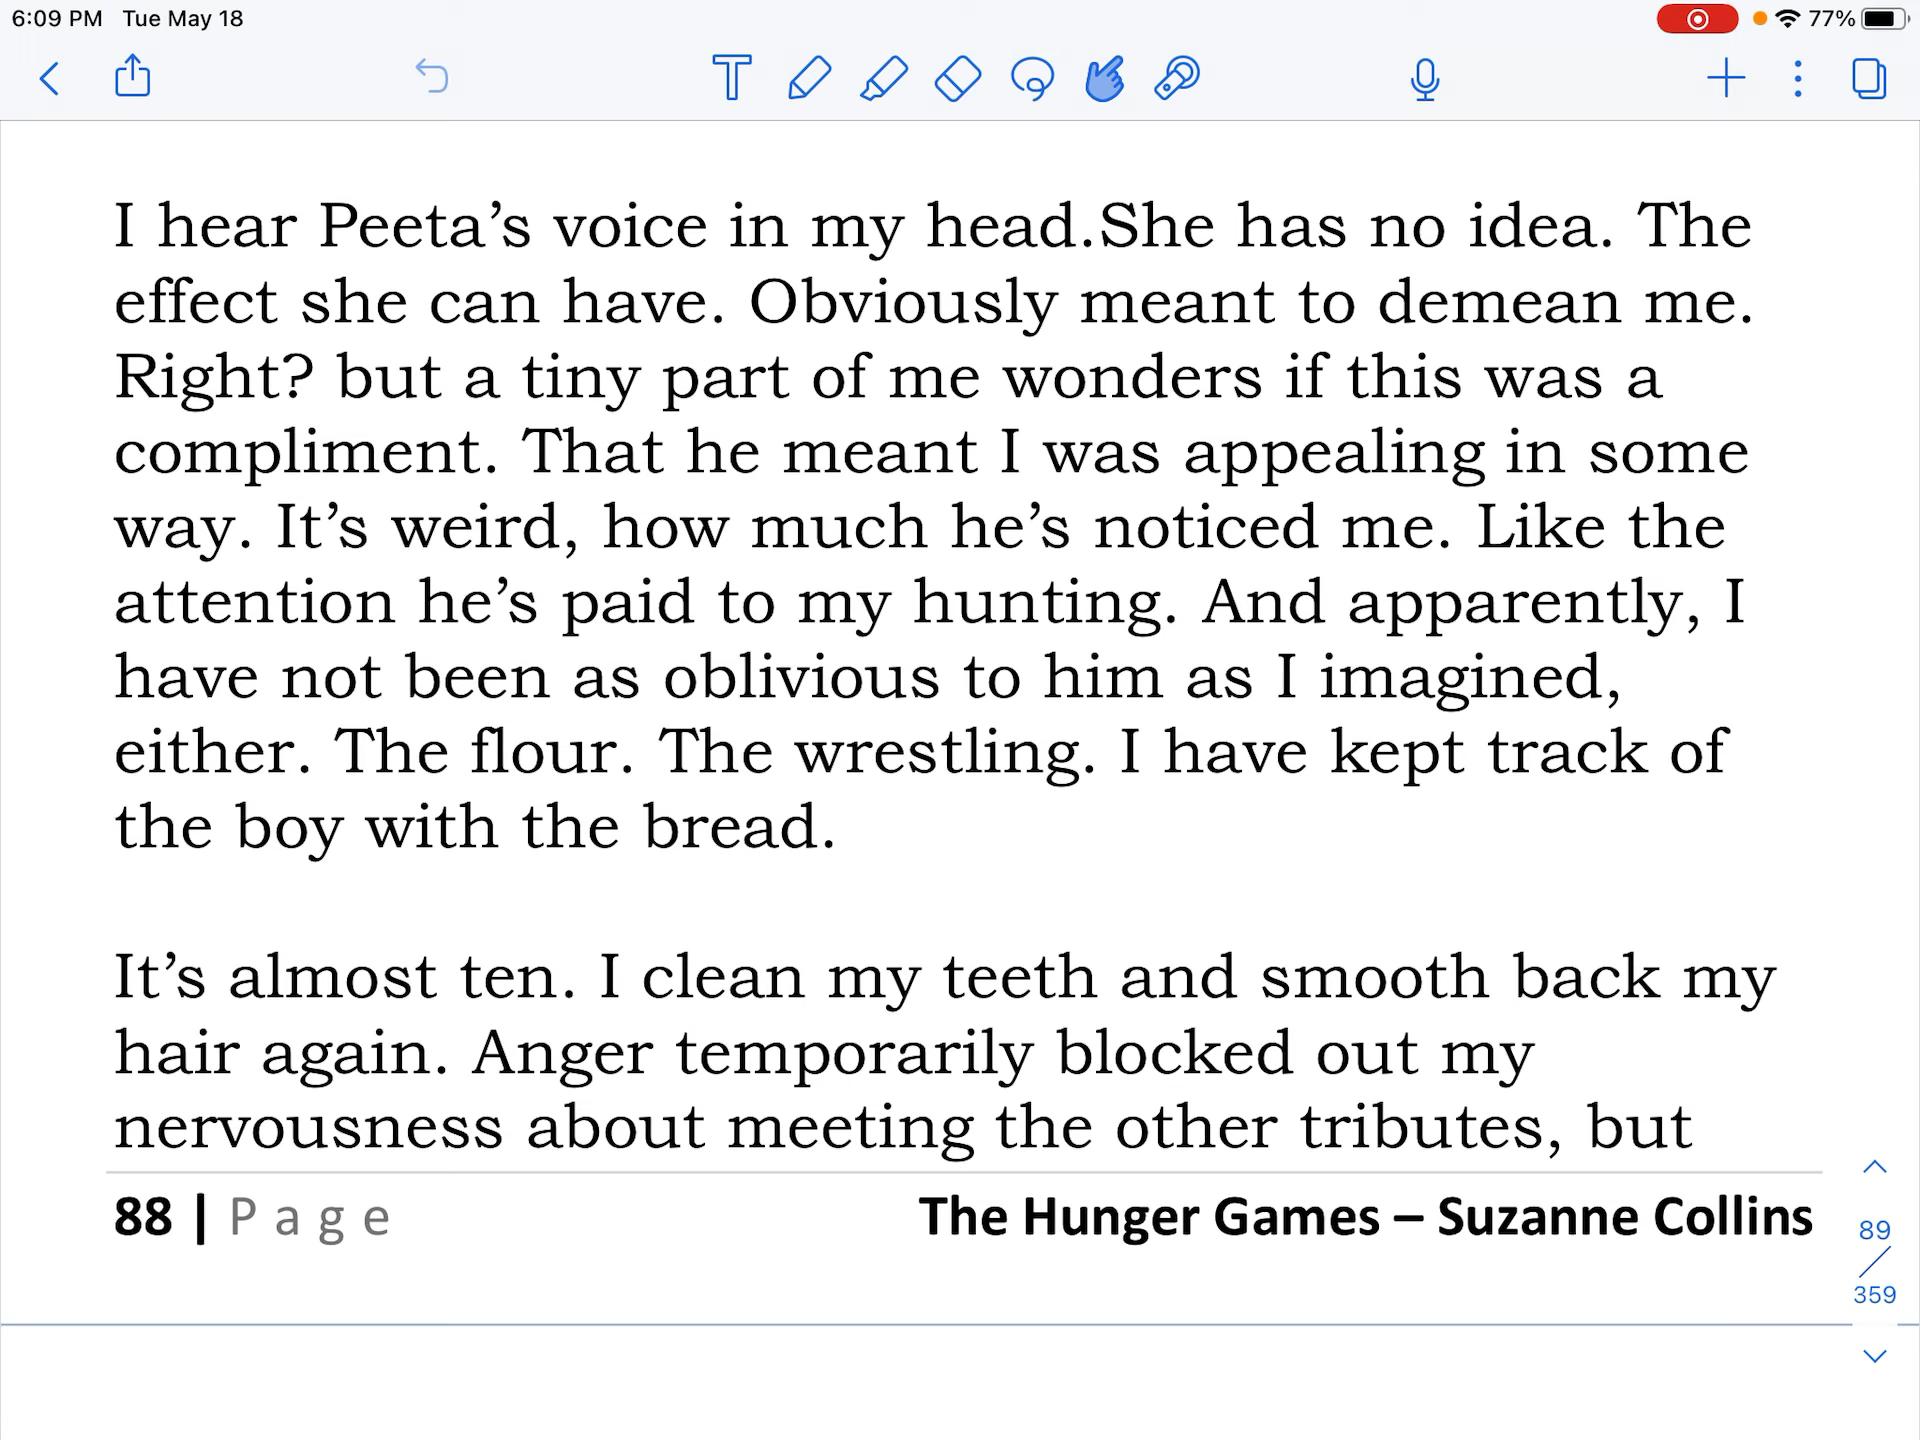 6:09 PM Tue May 18
77%
I hear Peeta’s voice in my head.She has no idea. The
effect she can have. Obviously meant to demean me.
Right? but a tiny part of me wonders if this was a
compliment. That he meant I was appealing in some
way. It’s weird, how much he’s noticed me. Like the
attention he’s paid to my hunting. And apparently, I
have not been as oblivious to him as I imagined,
either. The flour. The wrestling. I have kept track of
the boy with the bread.
It’s almost ten. I clean my teeth and smooth back my
hair again. Anger temporarily blocked out my
nervousness about meeting the other tributes, but
88 | Page
The Hunger Games – Suzanne Collins
89
/
359